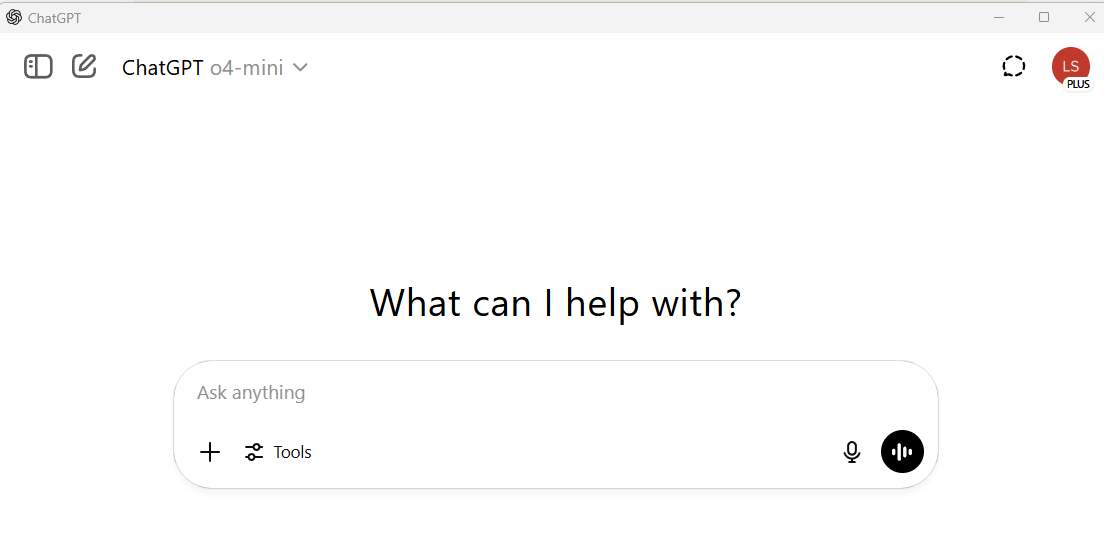 ChatGPT
ChatGPT o4-mini
LS
PLUS
What can I help with?
Ask anything
Tools